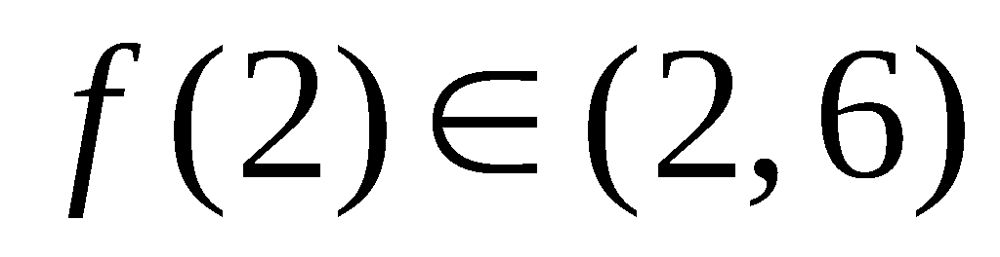 f (2) ∈ (2, 6)